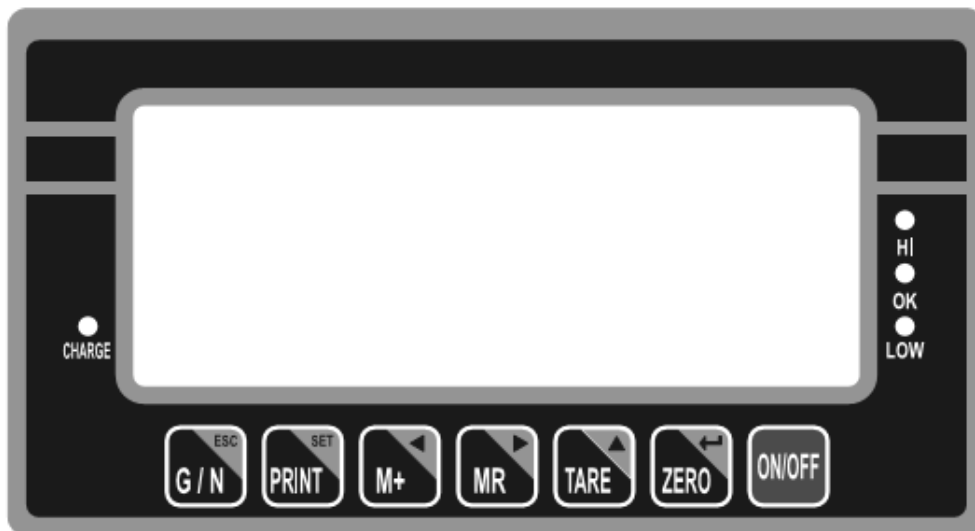 HI
OK
CHARGE
LOW
ESC SET
G / N PRINT M+ MR TARE ZERO ON/OFF